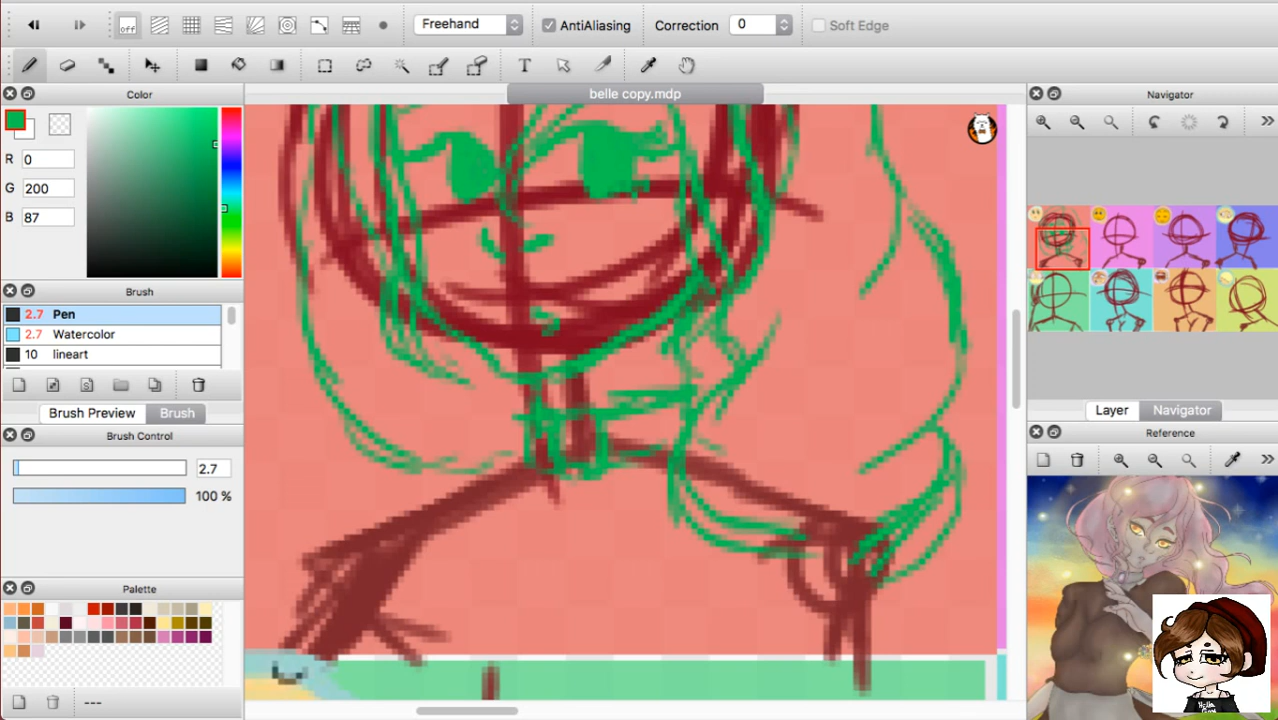 off Freehand AntiAliasing Correction 0 Soft Edge
T
belle copy.mdp
Color
R 0
G 200
B 87
Brush
2.7 Pen
2.7 Watercolor
10 lineart
Brush Preview Brush
Brush Control
2.7
100 %
Palette
---
Navigator
Layer Navigator
Reference